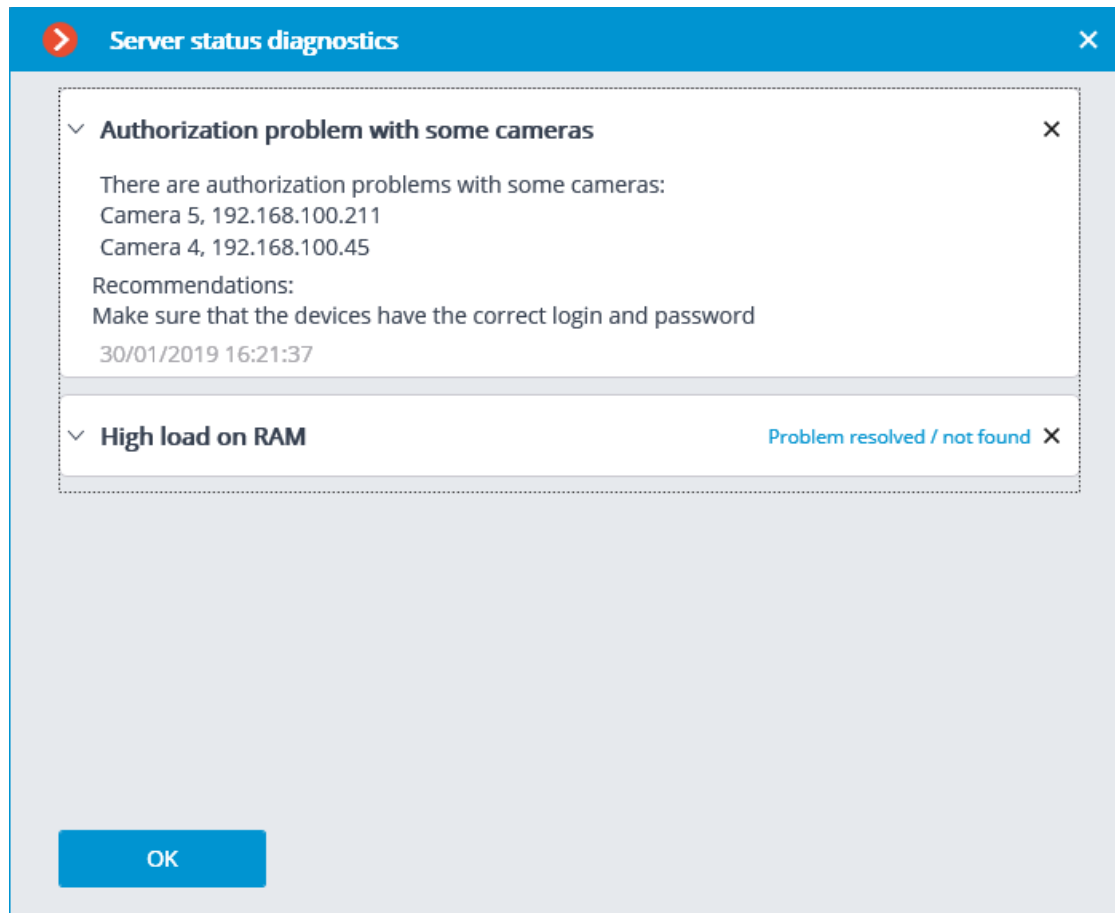 Server status diagnostics
Authorization problem with some cameras
There are authorization problems with some cameras:
Camera 5, 192.168.100.211
Camera 4, 192.168.100.45
Recommendations:
Make sure that the devices have the correct login and password
30/01/2019 16:21:37
High load on RAM Problem resolved / not found
OK